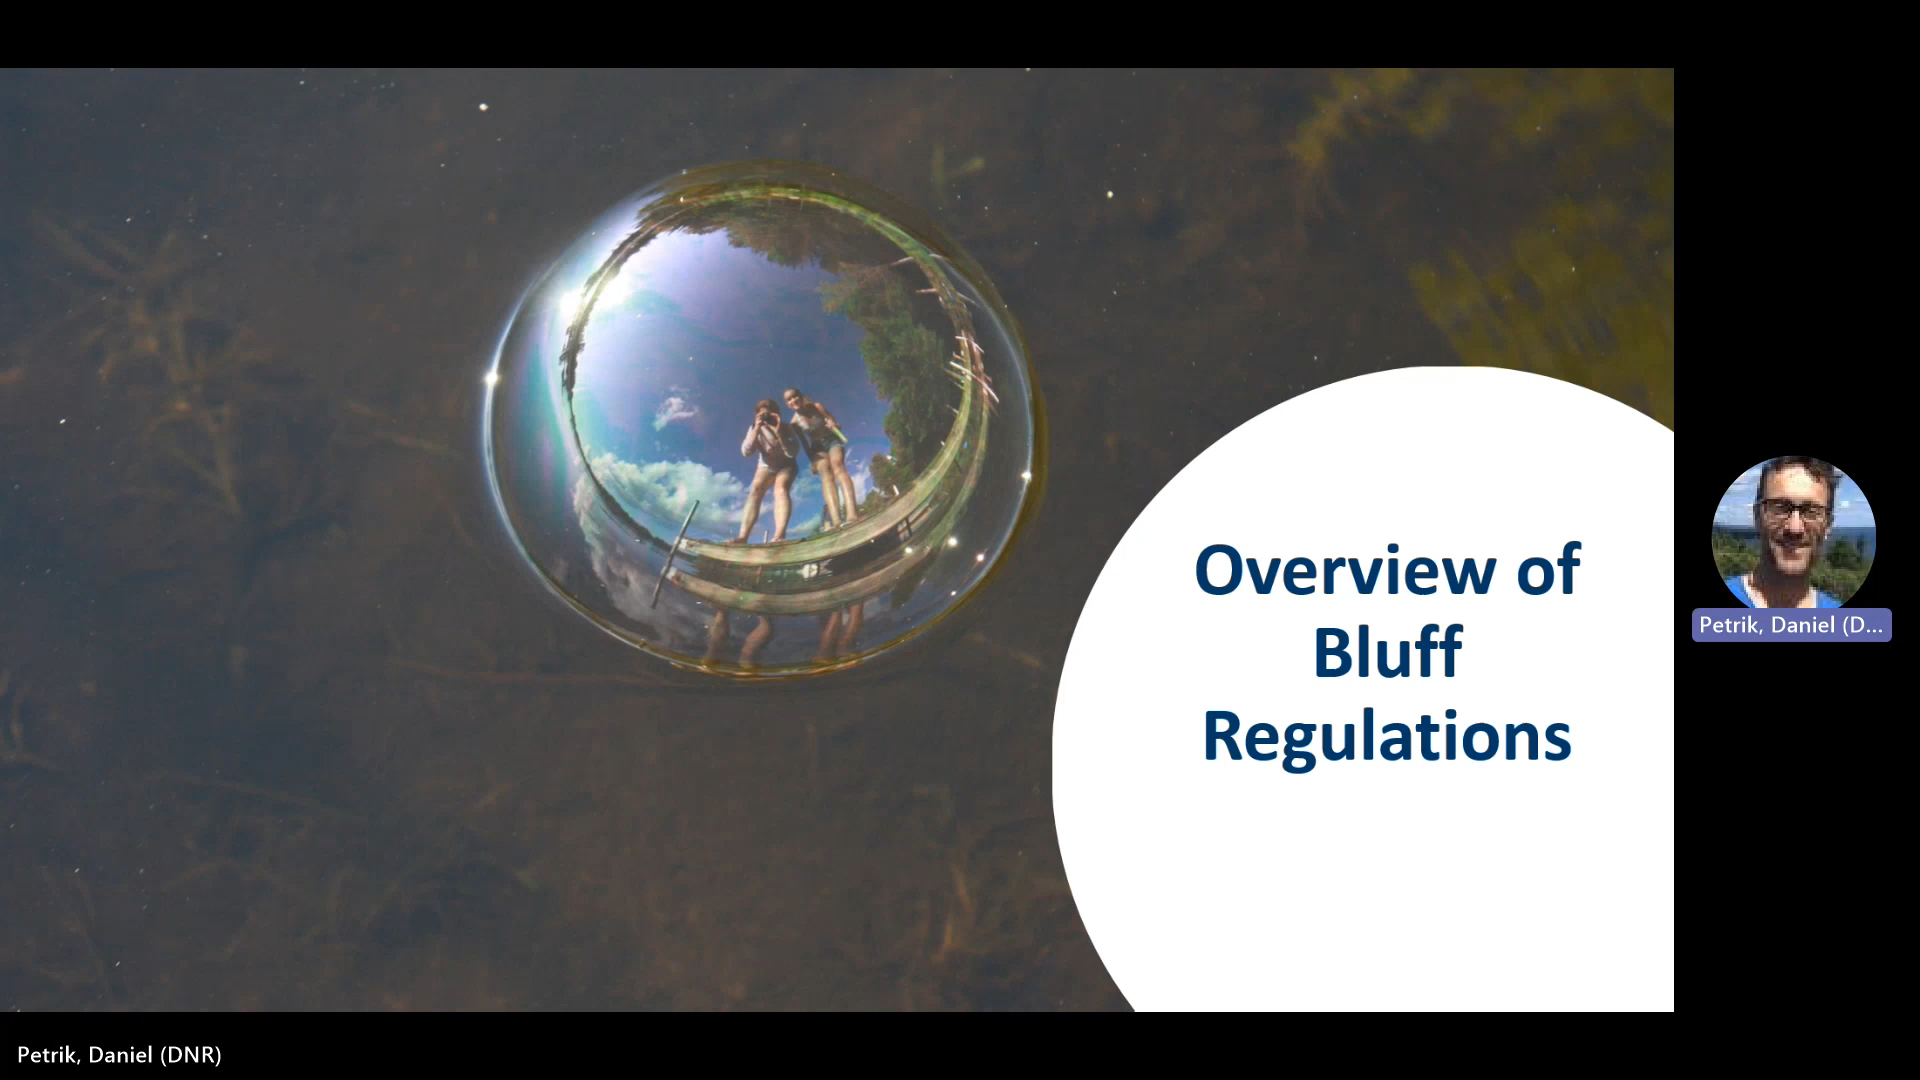 Overview of
Bluff
Regulations
Petrik, Daniel (D...
Petrik, Daniel (DNR)